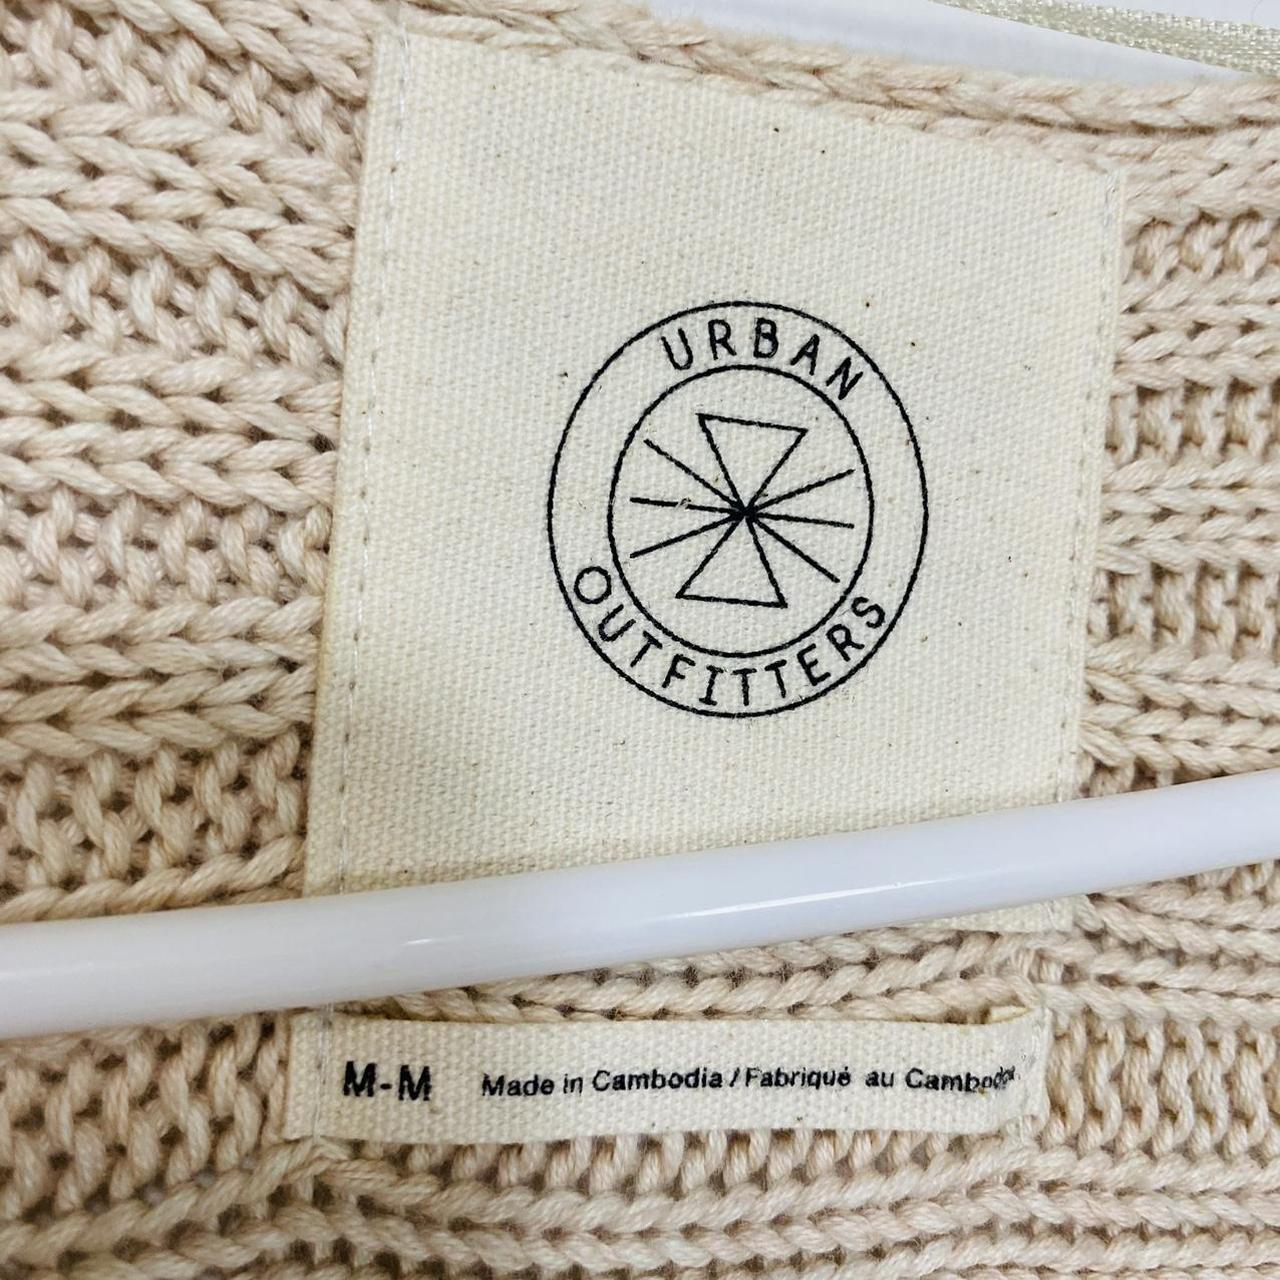 URBAN
OUTFITTERS
M-M Made in Cambodia / Fabriqué au Cambodge